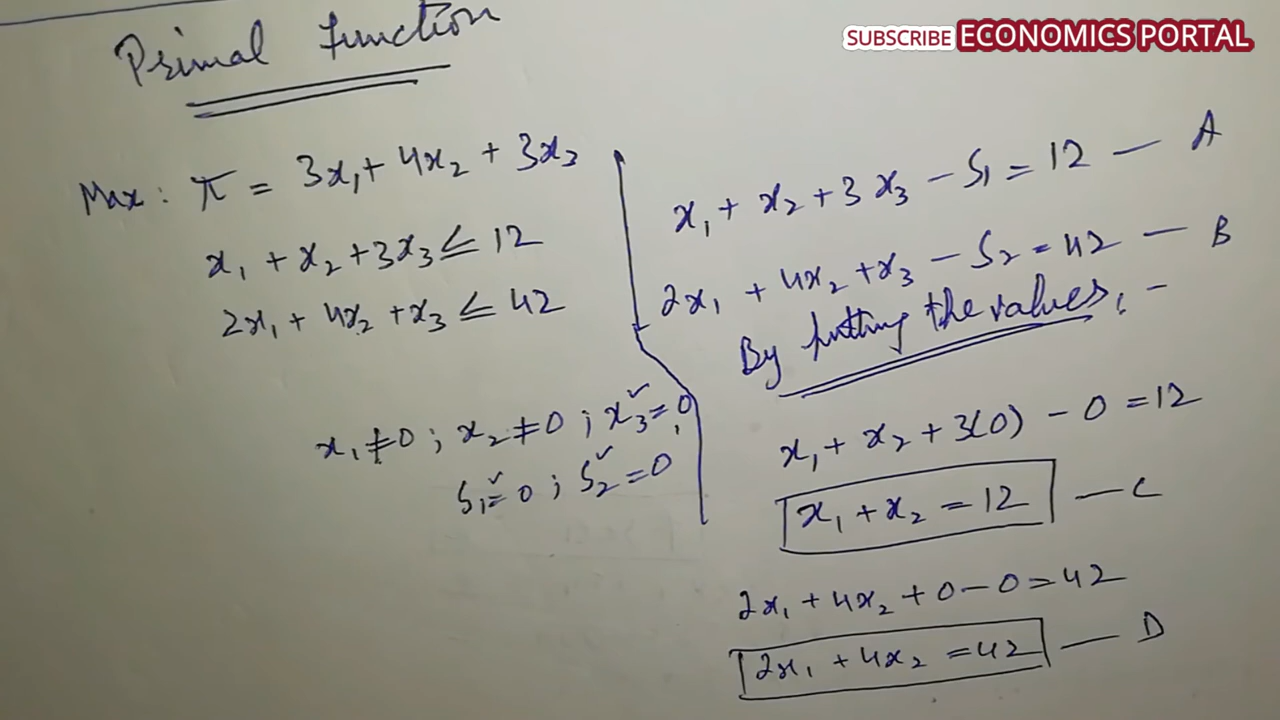 SUBSCRIBE ECONOMICS PORTAL
Primal Function
Max: π = 3x₁ + 4x₂ + 3x₃
x₁ + x₂ + 3x₃ ≤ 12
2x₁ + 4x₂ + x₃ ≤ 42
x₁ ≠ 0 ; x₂ ≠ 0 ; x₃ ✓ = 0
S₁ ✓ = 0 ; S₂ ✓ = 0
x₁ + x₂ + 3x₃ − S₁ = 12 — A
2x₁ + 4x₂ + x₃ − S₂ = 42 — B
By putting the values; -
x₁ + x₂ + 3(0) − 0 = 12
x₁ + x₂ = 12 — C
2x₁ + 4x₂ + 0 − 0 = 42
2x₁ + 4x₂ = 42 — D